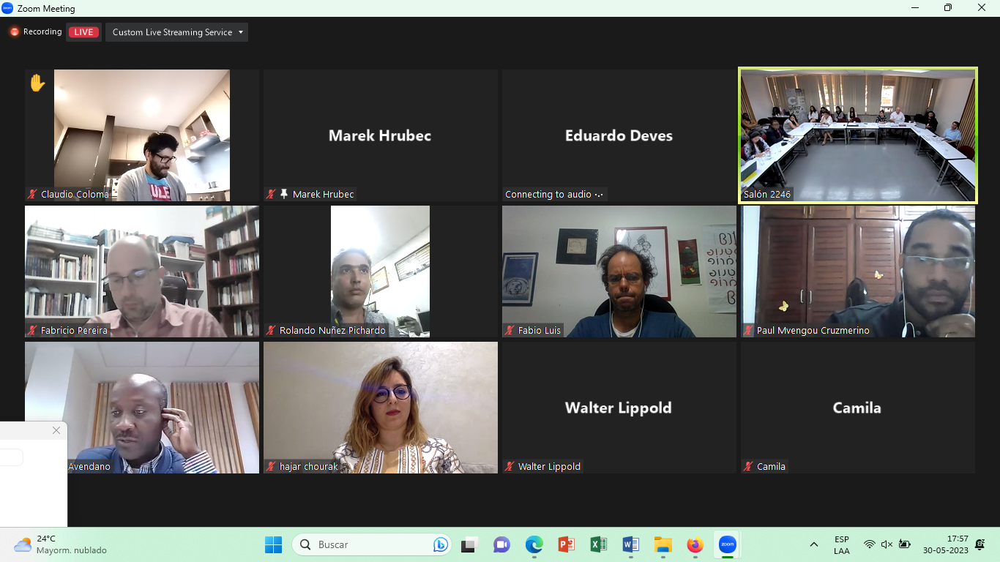 Zoom Meeting
Recording
LIVE
Custom Live Streaming Service
Marek Hrubec
Eduardo Deves
Claudio Coloma
Marek Hrubec
Connecting to audio
Salón 2246
Fabricio Pereira
Rolando Nuñez Pichardo
Fabio Luis
Paul Mvengou Cruzmerino
Walter Lippold
Camila
Avendano
hajar chourak
Walter Lippold
Camila
24°C
Mayorm. nublado
Buscar
zoom
ESP
LAA
17:57
30-05-2023